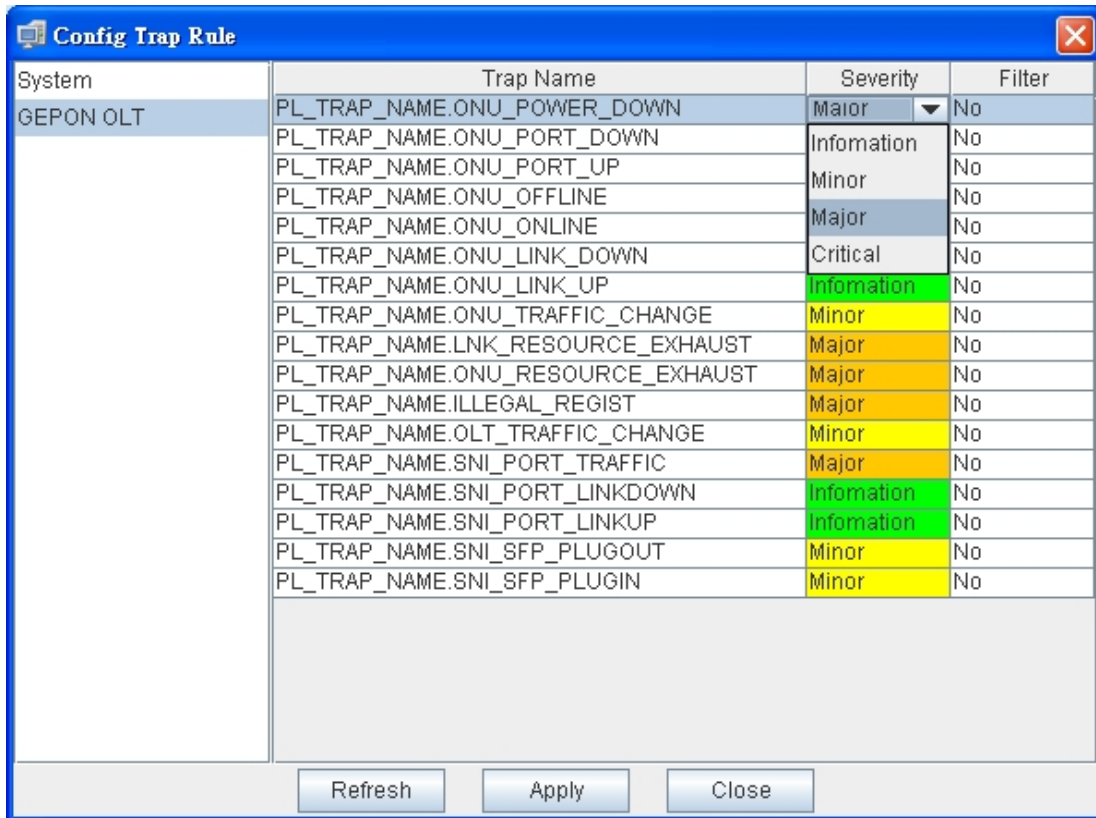 Config Trap Rule
System
GEPON OLT
Trap Name Severity Filter
PL_TRAP_NAME.ONU_POWER_DOWN Major No
PL_TRAP_NAME.ONU_PORT_DOWN Infomation No
PL_TRAP_NAME.ONU_PORT_UP Minor No
PL_TRAP_NAME.ONU_OFFLINE Major No
PL_TRAP_NAME.ONU_ONLINE No
PL_TRAP_NAME.ONU_LINK_DOWN Critical No
PL_TRAP_NAME.ONU_LINK_UP Infomation No
PL_TRAP_NAME.ONU_TRAFFIC_CHANGE Minor No
PL_TRAP_NAME.LNK_RESOURCE_EXHAUST Major No
PL_TRAP_NAME.ONU_RESOURCE_EXHAUST Major No
PL_TRAP_NAME.ILLEGAL_REGIST Major No
PL_TRAP_NAME.OLT_TRAFFIC_CHANGE Minor No
PL_TRAP_NAME.SNI_PORT_TRAFFIC Major No
PL_TRAP_NAME.SNI_PORT_LINKDOWN Infomation No
PL_TRAP_NAME.SNI_PORT_LINKUP Infomation No
PL_TRAP_NAME.SNI_SFP_PLUGOUT Minor No
PL_TRAP_NAME.SNI_SFP_PLUGIN Minor No
Refresh Apply Close